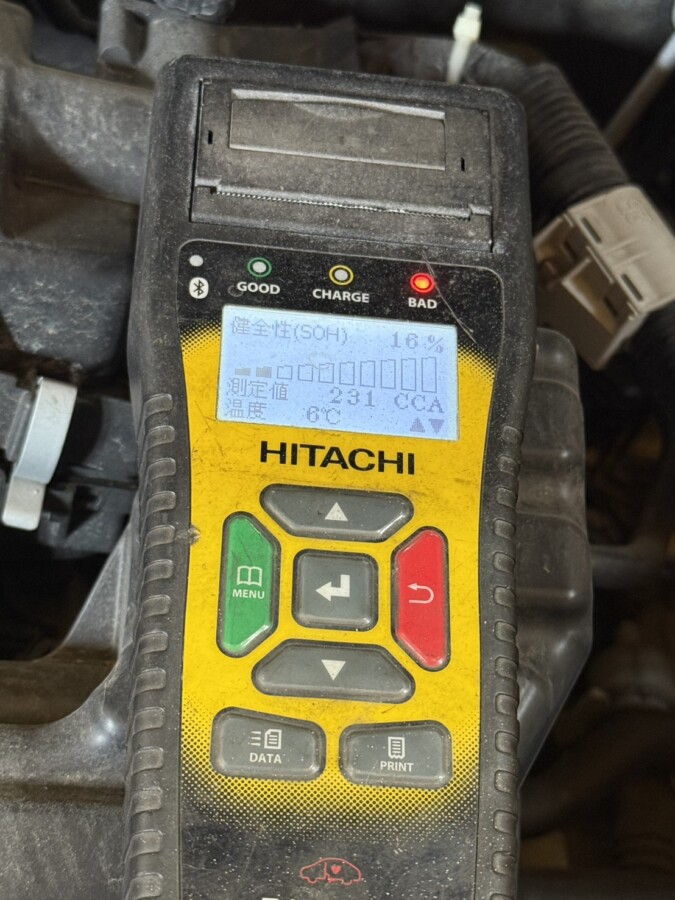 GOOD
CHARGE
BAD
健全性(SOH) 16%
測定値 231 CCA
温度 6℃
HITACHI
MENU
DATA
PRINT